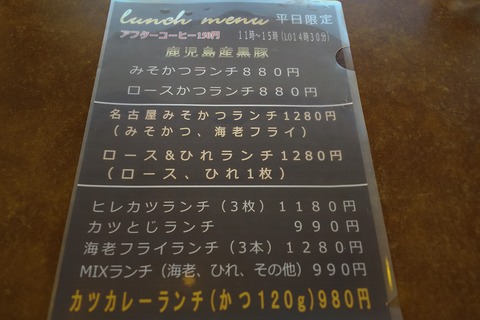 lunch menu 平日限定
アフターコーヒー150円 11時~15時(LO14時30分)
鹿児島産黒豚
みそかつランチ880円
ロースかつランチ880円
名古屋みそかつランチ1280円
(みそかつ、海老フライ)
ロース&ひれランチ1280円
(ロース、ひれ1枚)
ヒレカツランチ(3枚)1180円
カツとじランチ 990円
海老フライランチ(3本)1280円
MIXランチ(海老、ひれ、その他)990円
カツカレーランチ(かつ120g)980円